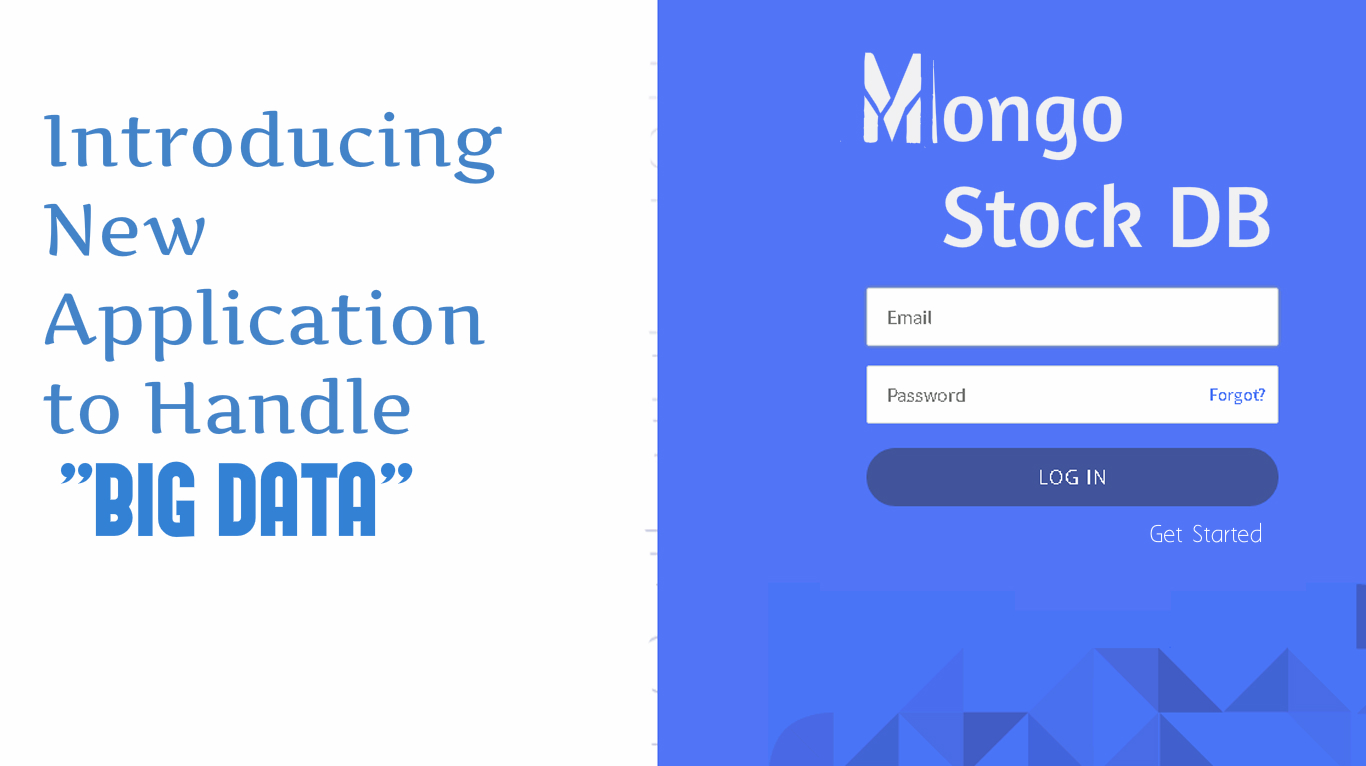 Introducing
New
Application
to Handle
”BIG DATA”
Mongo
Stock DB
Email
Password
Forgot?
LOG IN
Get Started